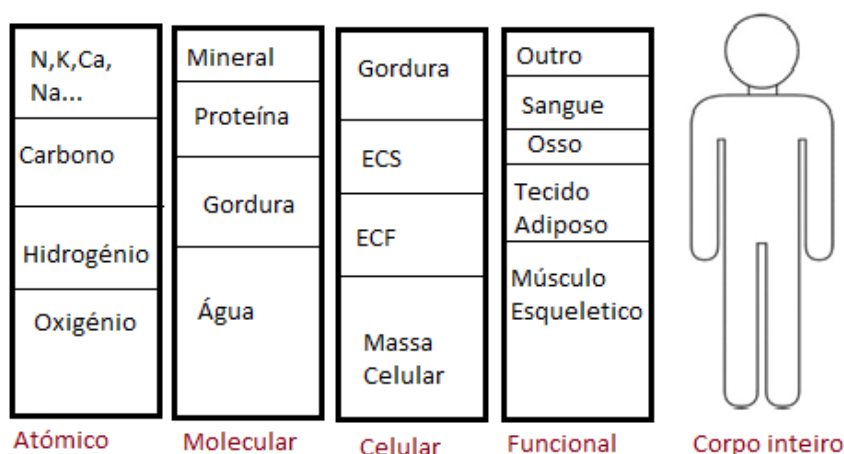 N,K,Ca,
Na...
Carbono
Hidrogénio
Oxigénio
Atómico
Mineral
Proteína
Gordura
Água
Molecular
Gordura
ECS
ECF
Massa
Celular
Celular
Outro
Sangue
Osso
Tecido
Adiposo
Músculo
Esqueletico
Funcional
Corpo inteiro